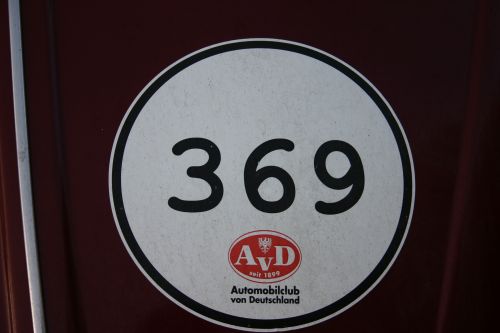 369
AvD
seit 1899
Automobilclub
von Deutschland